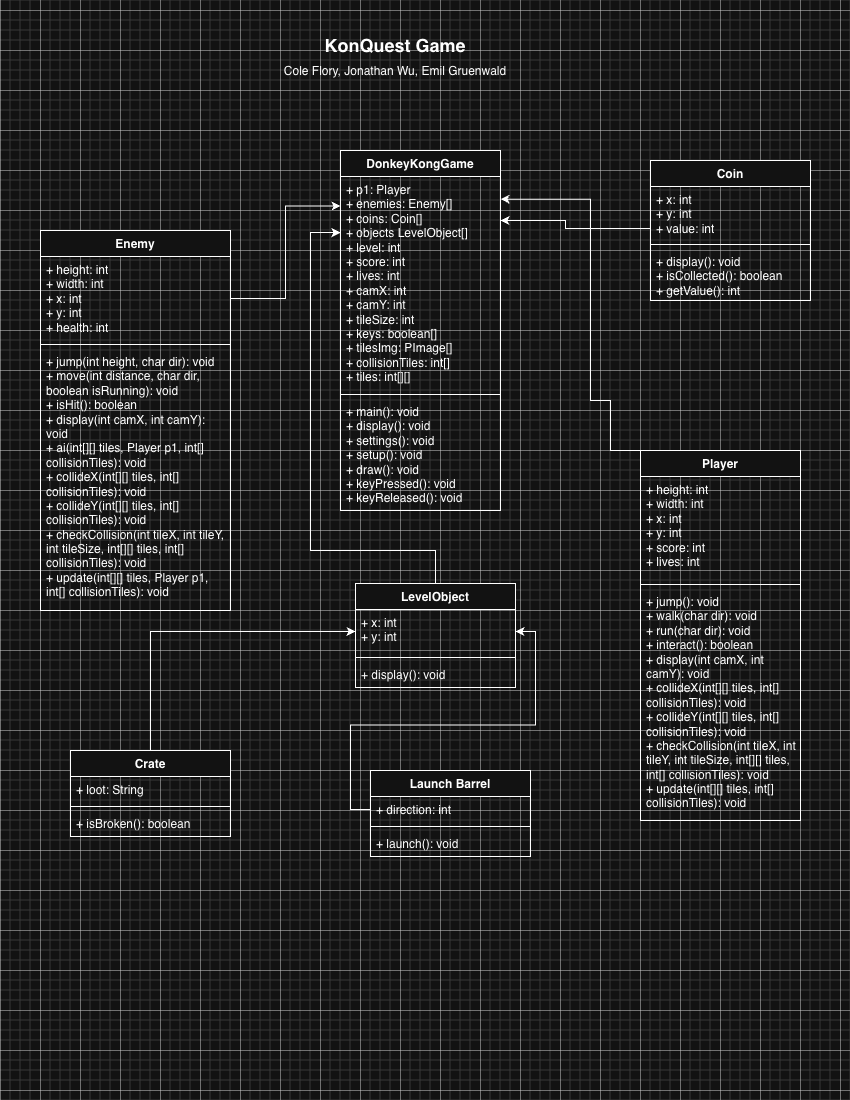 KonQuest Game
Cole Flory, Jonathan Wu, Emil Gruenwald
DonkeyKongGame
+ p1: Player
+ enemies: Enemy[]
+ coins: Coin[]
+ objects LevelObject[]
+ level: int
+ score: int
+ lives: int
+ camX: int
+ camY: int
+ tileSize: int
+ keys: boolean[]
+ tilesImg: PImage[]
+ collisionTiles: int[]
+ tiles: int[][]
+ main(): void
+ display(): void
+ settings(): void
+ setup(): void
+ draw(): void
+ keyPressed(): void
+ keyReleased(): void
Coin
+ x: int
+ y: int
+ value: int
+ display(): void
+ isCollected(): boolean
+ getValue(): int
Enemy
+ height: int
+ width: int
+ x: int
+ y: int
+ health: int
+ jump(int height, char dir): void
+ move(int distance, char dir,
boolean isRunning): void
+ isHit(): boolean
+ display(int camX, int camY):
void
+ ai(int[][] tiles, Player p1, int[]
collisionTiles): void
+ collideX(int[][] tiles, int[]
collisionTiles): void
+ collideY(int[][] tiles, int[]
collisionTiles): void
+ checkCollision(int tileX, int tileY,
int tileSize, int[][] tiles, int[]
collisionTiles): void
+ update(int[][] tiles, Player p1,
int[] collisionTiles): void
Player
+ height: int
+ width: int
+ x: int
+ y: int
+ score: int
+ lives: int
+ jump(): void
+ walk(char dir): void
+ run(char dir): void
+ interact(): boolean
+ display(int camX, int
camY): void
+ collideX(int[][] tiles, int[]
collisionTiles): void
+ collideY(int[][] tiles, int[]
collisionTiles): void
+ checkCollision(int tileX, int
tileY, int tileSize, int[][] tiles,
int[] collisionTiles): void
+ update(int[][] tiles, int[]
collisionTiles): void
LevelObject
+ x: int
+ y: int
+ display(): void
Crate
+ loot: String
+ isBroken(): boolean
Launch Barrel
+ direction: int
+ launch(): void